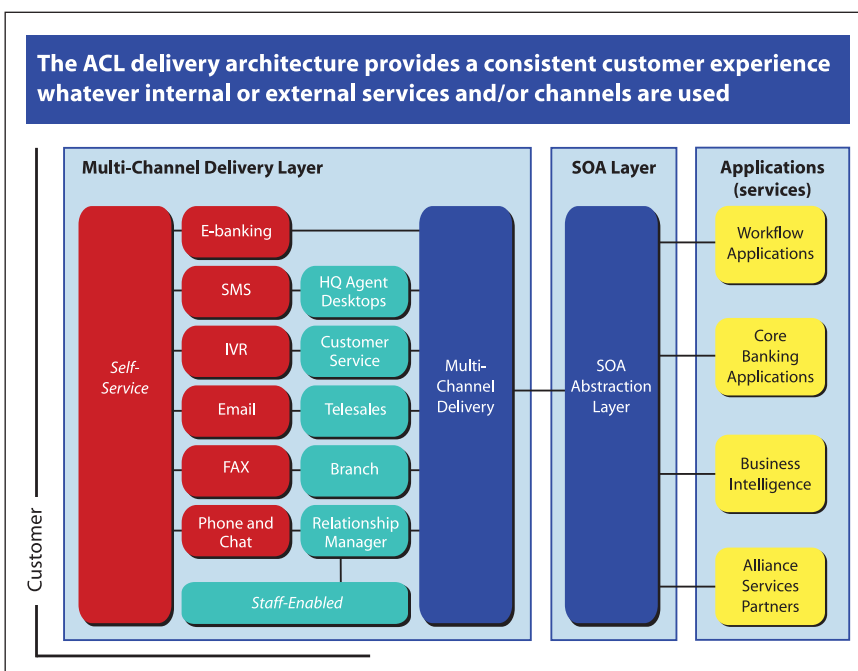 The ACL delivery architecture provides a consistent customer experience
whatever internal or external services and/or channels are used
Multi-Channel Delivery Layer
SOA Layer
Applications
(services)
E-banking
Workflow
Applications
SMS
HQ Agent
Desktops
IVR
Customer
Service
Core
Banking
Applications
Self-
Service
Multi-
Channel
Delivery
SOA
Abstraction
Layer
Email
Telesales
FAX
Branch
Business
Intelligence
Phone and
Chat
Relationship
Manager
Staff-Enabled
Alliance
Services
Partners
Customer